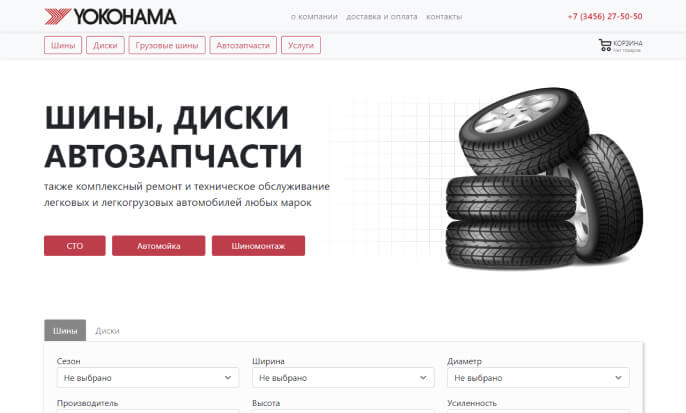 YOKOHAMA
о компании доставка и оплата контакты
+7 (3456) 27-50-50
Шины Диски Грузовые шины Автозапчасти Услуги
КОРЗИНА
Нет товаров
ШИНЫ, ДИСКИ
АВТОЗАПЧАСТИ
также комплексный ремонт и техническое обслуживание
легковых и легкогрузовых автомобилей любых марок
СТО Автомойка Шиномонтаж
Шины Диски
Сезон Ширина Диаметр
Не выбрано Не выбрано Не выбрано
Производитель Высота Усиленность